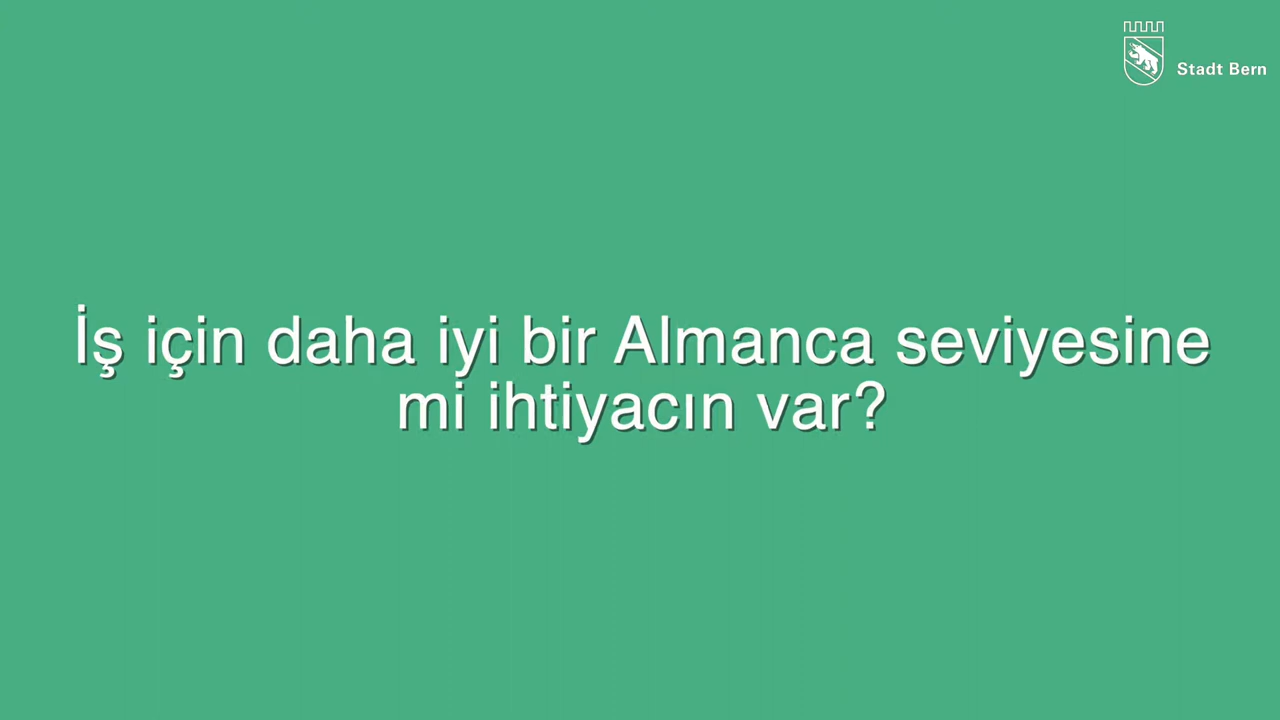 Stadt Bern
İş için daha iyi bir Almanca seviyesine
mi ihtiyacın var?